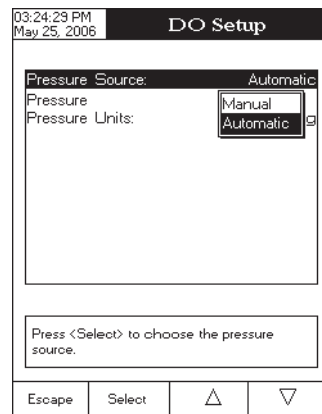 03:24:29 PM
May 25, 2006
DO Setup
Pressure Source: Automatic
Pressure
Pressure Units:
Manual
Automatic
g
Press <Select> to choose the pressure
source.
Escape Select